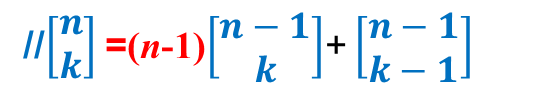 //[n k] =(n-1)[n − 1 k] + [n − 1 k − 1]